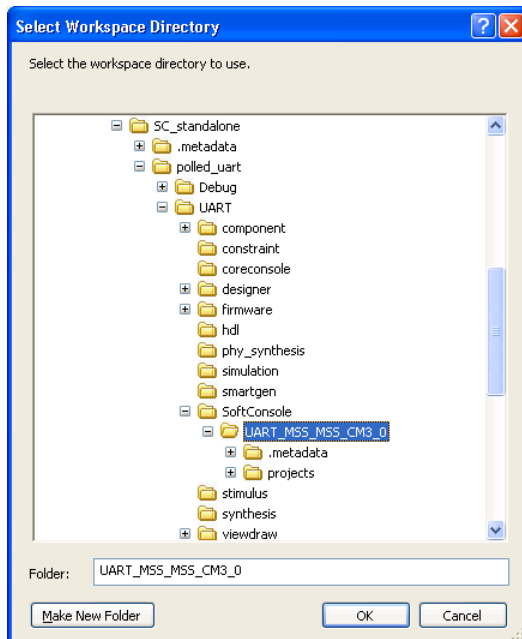 Select Workspace Directory
Select the workspace directory to use.
SC_standalone
.metadata
polled_uart
Debug
UART
component
constraint
coreconsole
designer
firmware
hdl
phy_synthesis
simulation
smartgen
SoftConsole
UART_MSS_MSS_CM3_0
.metadata
projects
stimulus
synthesis
viewdraw
Folder: UART_MSS_MSS_CM3_0
Make New Folder OK Cancel